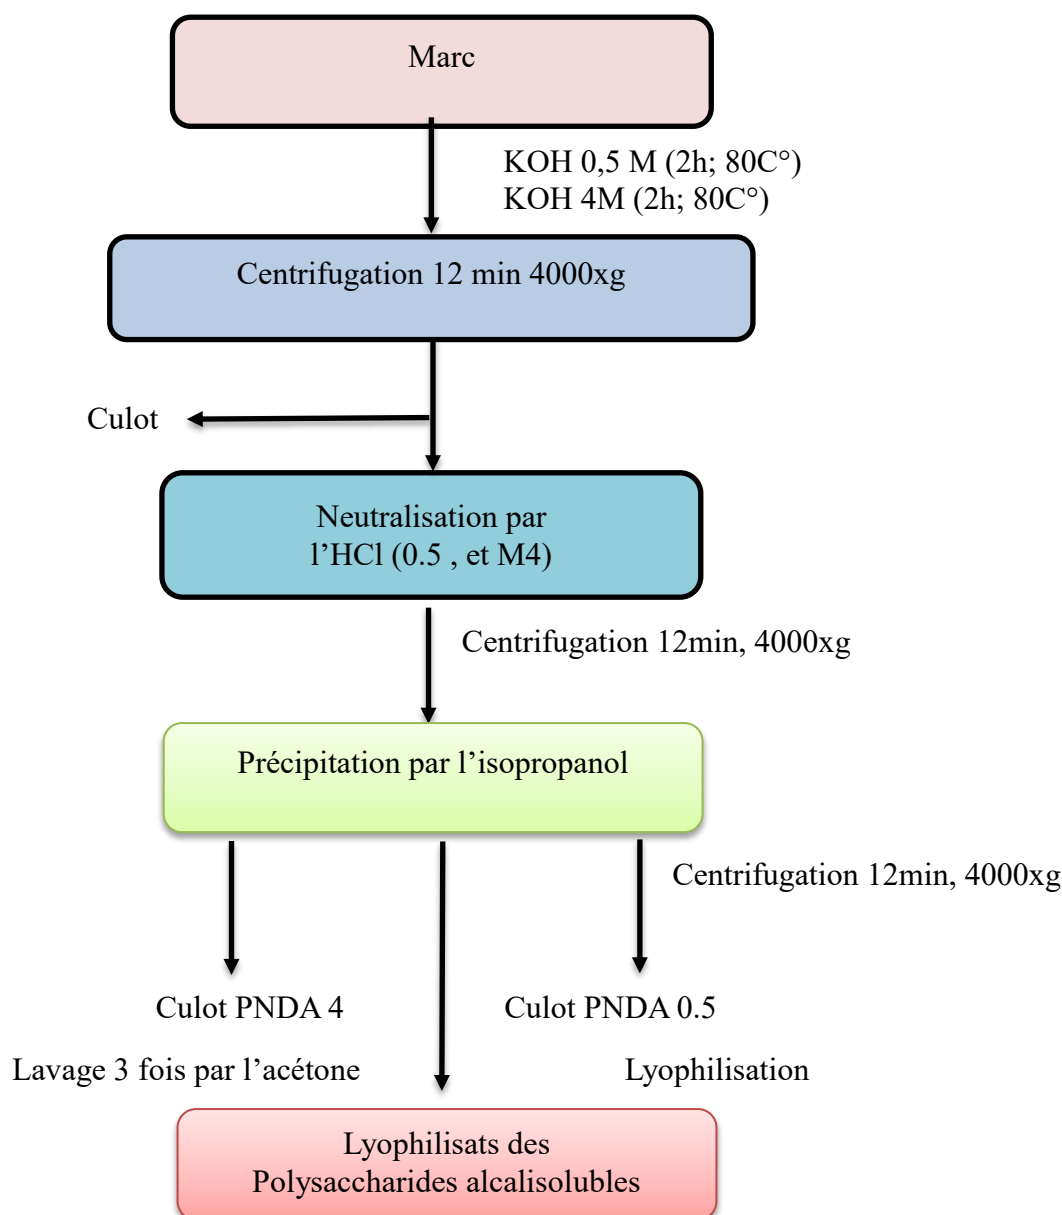 Marc
KOH 0,5 M (2h; 80C°)
KOH 4M (2h; 80C°)
Centrifugation 12 min 4000xg
Culot
Neutralisation par
l’HCl (0.5 , et M4)
Centrifugation 12min, 4000xg
Précipitation par l’isopropanol
Centrifugation 12min, 4000xg
Culot PNDA 4
Culot PNDA 0.5
Lavage 3 fois par l’acétone
Lyophilisation
Lyophilisats des
Polysaccharides alcalisolubles